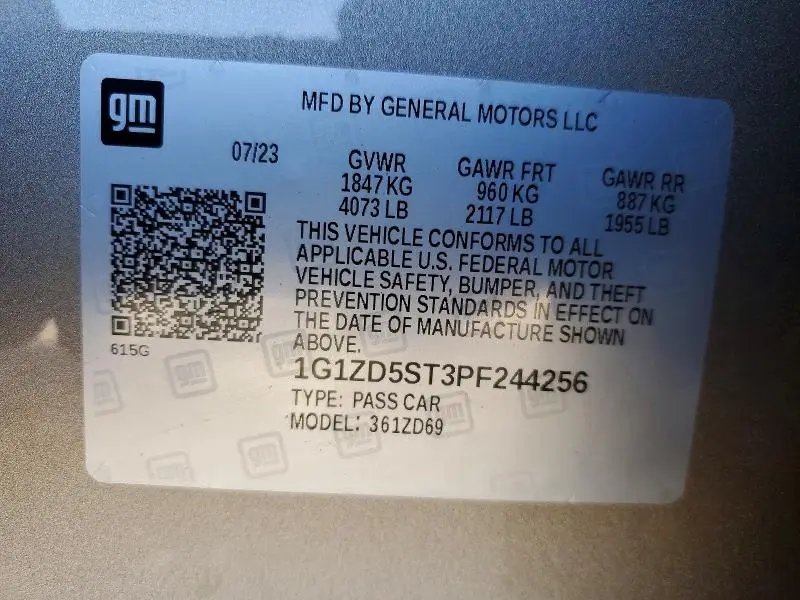 gm
MFD BY GENERAL MOTORS LLC
07/23
GVWR GAWR FRT GAWR RR
1847 KG 960 KG 887 KG
4073 LB 2117 LB 1955 LB
THIS VEHICLE CONFORMS TO ALL
APPLICABLE U.S. FEDERAL MOTOR
VEHICLE SAFETY, BUMPER, AND THEFT
PREVENTION STANDARDS IN EFFECT ON
THE DATE OF MANUFACTURE SHOWN
ABOVE.
615G
1G1ZD5ST3PF244256
TYPE: PASS CAR
MODEL: 361ZD69